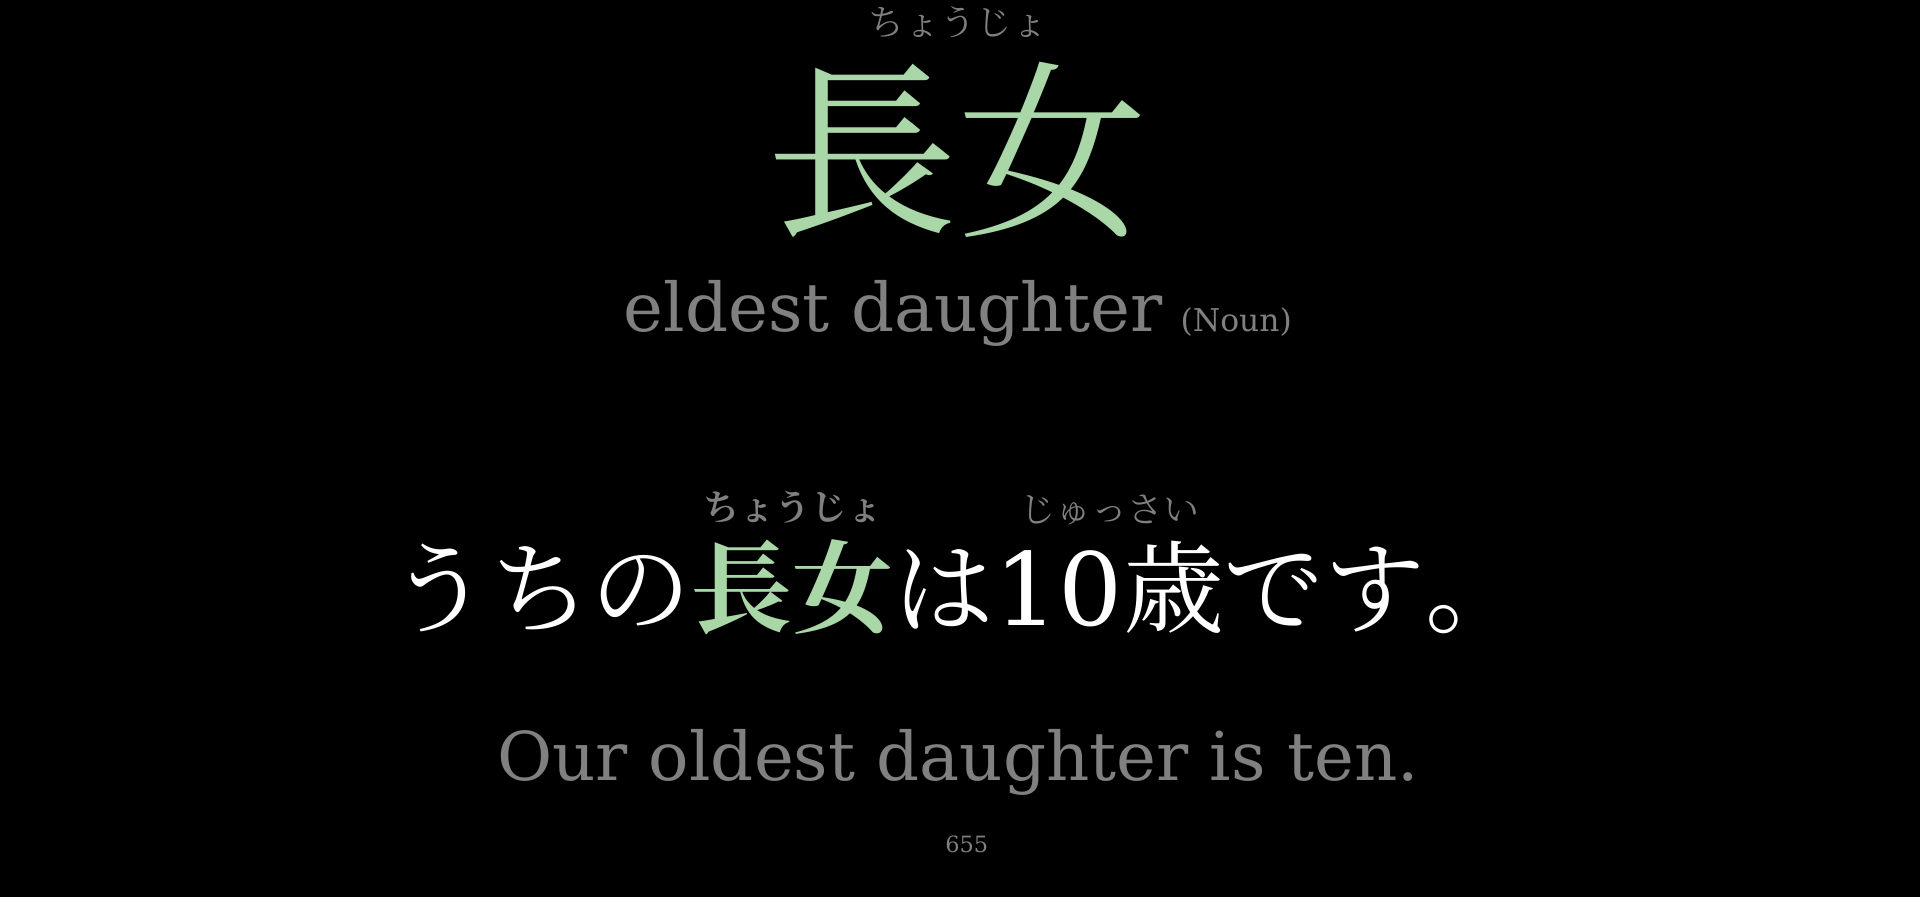 ちょうじょ
長女
eldest daughter (Noun)
ちょうじょ じゅっさい
うちの長女は10歳です。
Our oldest daughter is ten.
655